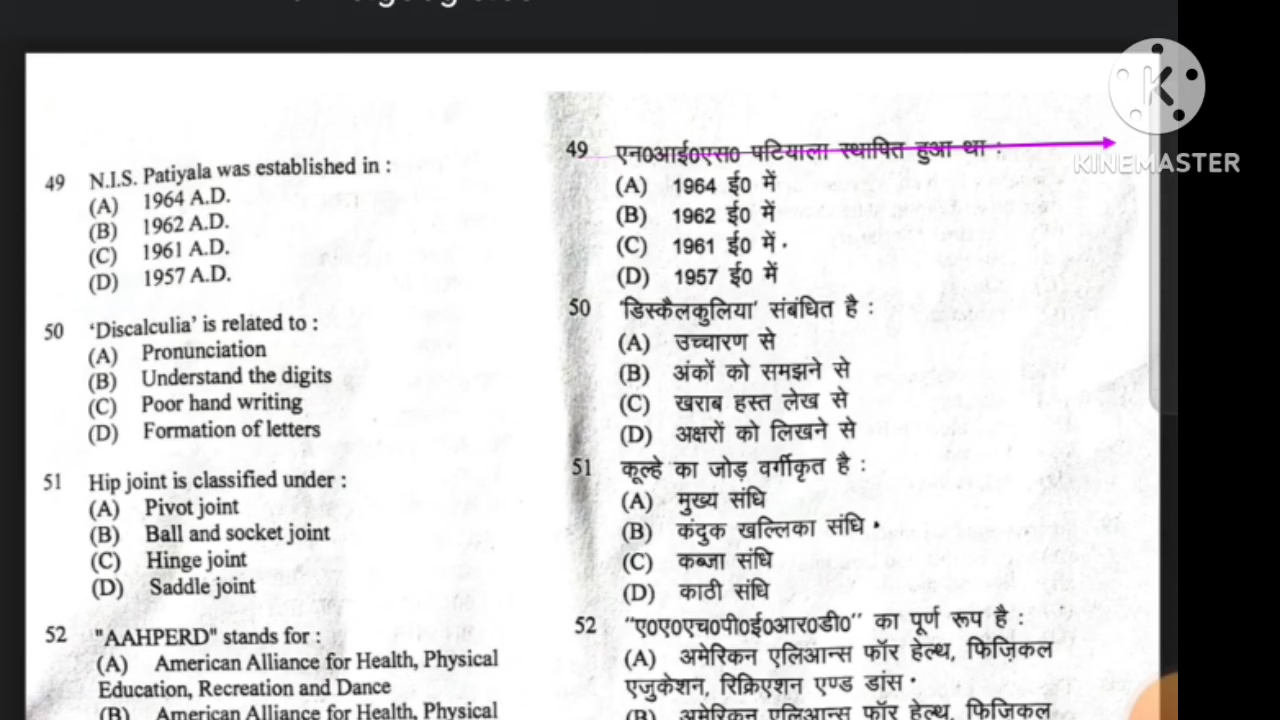 49 N.I.S. Patiyala was established in :
(A) 1964 A.D.
(B) 1962 A.D.
(C) 1961 A.D.
(D) 1957 A.D.
50 ‘Discalculia’ is related to :
(A) Pronunciation
(B) Understand the digits
(C) Poor hand writing
(D) Formation of letters
51 Hip joint is classified under :
(A) Pivot joint
(B) Ball and socket joint
(C) Hinge joint
(D) Saddle joint
52 "AAHPERD" stands for :
(A) American Alliance for Health, Physical
Education, Recreation and Dance
(B) American Alliance for Health, Physical
49 एन0आई0एस0 पटियाला स्थापित हुआ था :
(A) 1964 ई0 में
(B) 1962 ई0 में
(C) 1961 ई0 में
(D) 1957 ई0 में
50 'डिस्कैलकुलिया' संबंधित है :
(A) उच्चारण से
(B) अंकों को समझने से
(C) खराब हस्त लेख से
(D) अक्षरों को लिखने से
51 कूल्हे का जोड़ वर्गीकृत है :
(A) मुख्य संधि
(B) कंदुक खल्लिका संधि
(C) कब्जा संधि
(D) काठी संधि
52 "ए0ए0एच0पी0ई0आर0डी0" का पूर्ण रूप है :
(A) अमेरिकन एलिआन्स फॉर हेल्थ, फिज़िकल
एजुकेशन, रिक्रिएशन एण्ड डांस
(B) अमेरिकन एलिआन्स फॉर हेल्थ, फिज़िकल
KINEMASTER